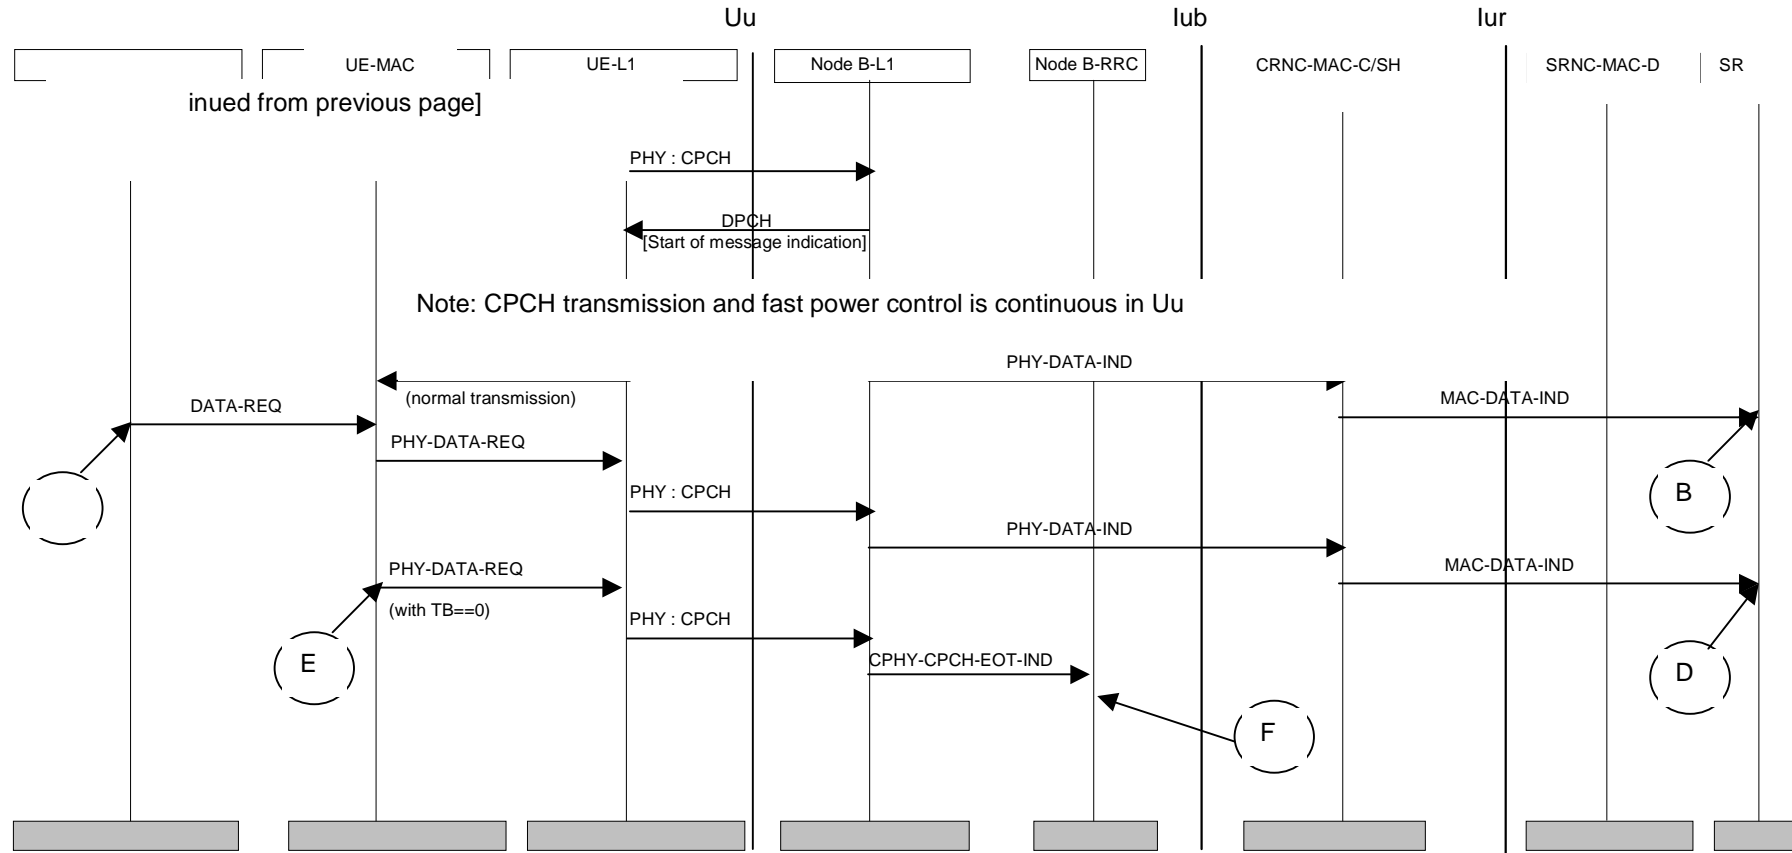 Uu Iub Iur
UE-MAC UE-L1 Node B-L1 Node B-RRC CRNC-MAC-C/SH SRNC-MAC-D SR
inued from previous page]
PHY : CPCH
DPCH
[Start of message indication]
Note: CPCH transmission and fast power control is continuous in Uu
PHY-DATA-IND
(normal transmission)
MAC-DATA-IND
DATA-REQ
PHY-DATA-REQ
B
PHY : CPCH
PHY-DATA-IND
MAC-DATA-IND
PHY-DATA-REQ
(with TB==0)
PHY : CPCH
E
CPHY-CPCH-EOT-IND
D
F